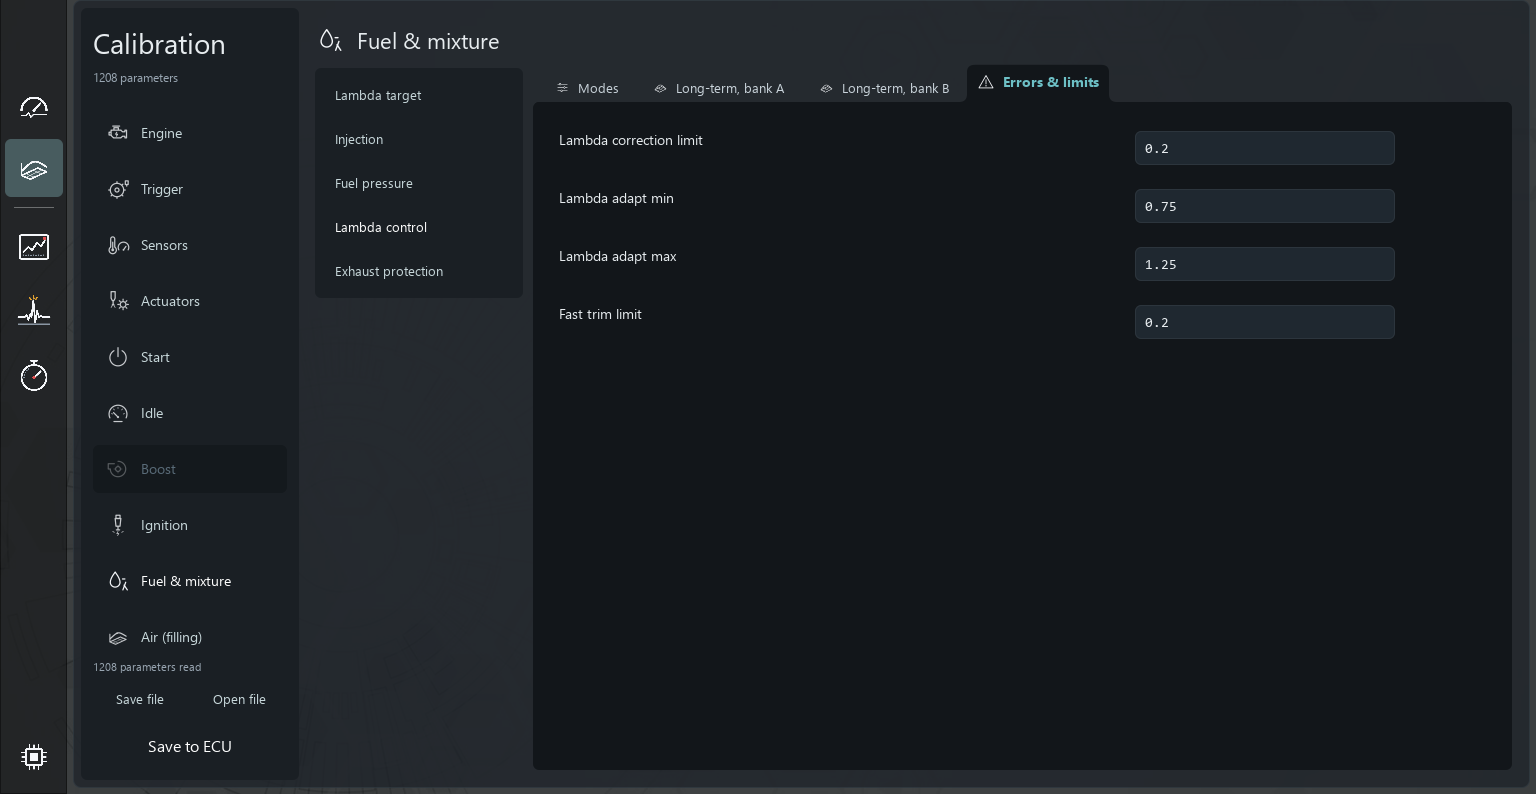 Calibration
1208 parameters
Engine
Trigger
Sensors
Actuators
Start
Idle
Boost
Ignition
Fuel & mixture
Air (filling)
1208 parameters read
Save file
Open file
Save to ECU
Fuel & mixture
Lambda target
Injection
Fuel pressure
Lambda control
Exhaust protection
Modes
Long-term, bank A
Long-term, bank B
Errors & limits
Lambda correction limit
0.2
Lambda adapt min
0.75
Lambda adapt max
1.25
Fast trim limit
0.2